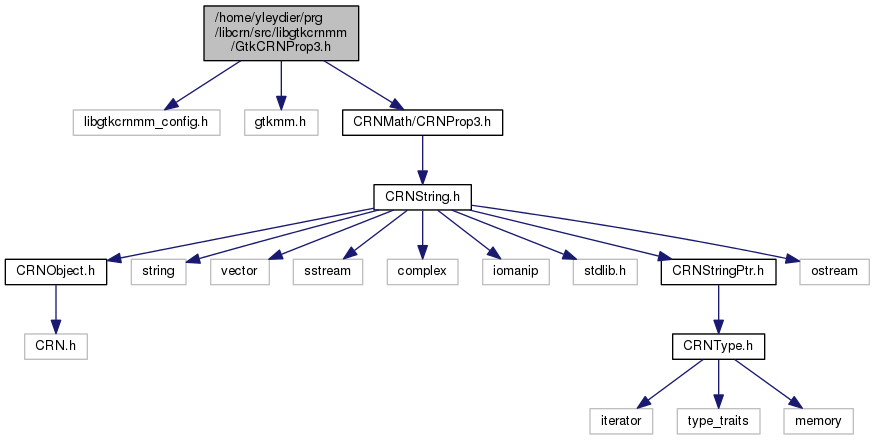 /home/yleydier/prg
/libcrn/src/libgtkcrnmm
/GtkCRNProp3.h
libgtkcrnmm_config.h
gtkmm.h
CRNMath/CRNProp3.h
CRNString.h
CRNObject.h
string
vector
sstream
complex
iomanip
stdlib.h
CRNStringPtr.h
ostream
CRN.h
CRNType.h
iterator
type_traits
memory